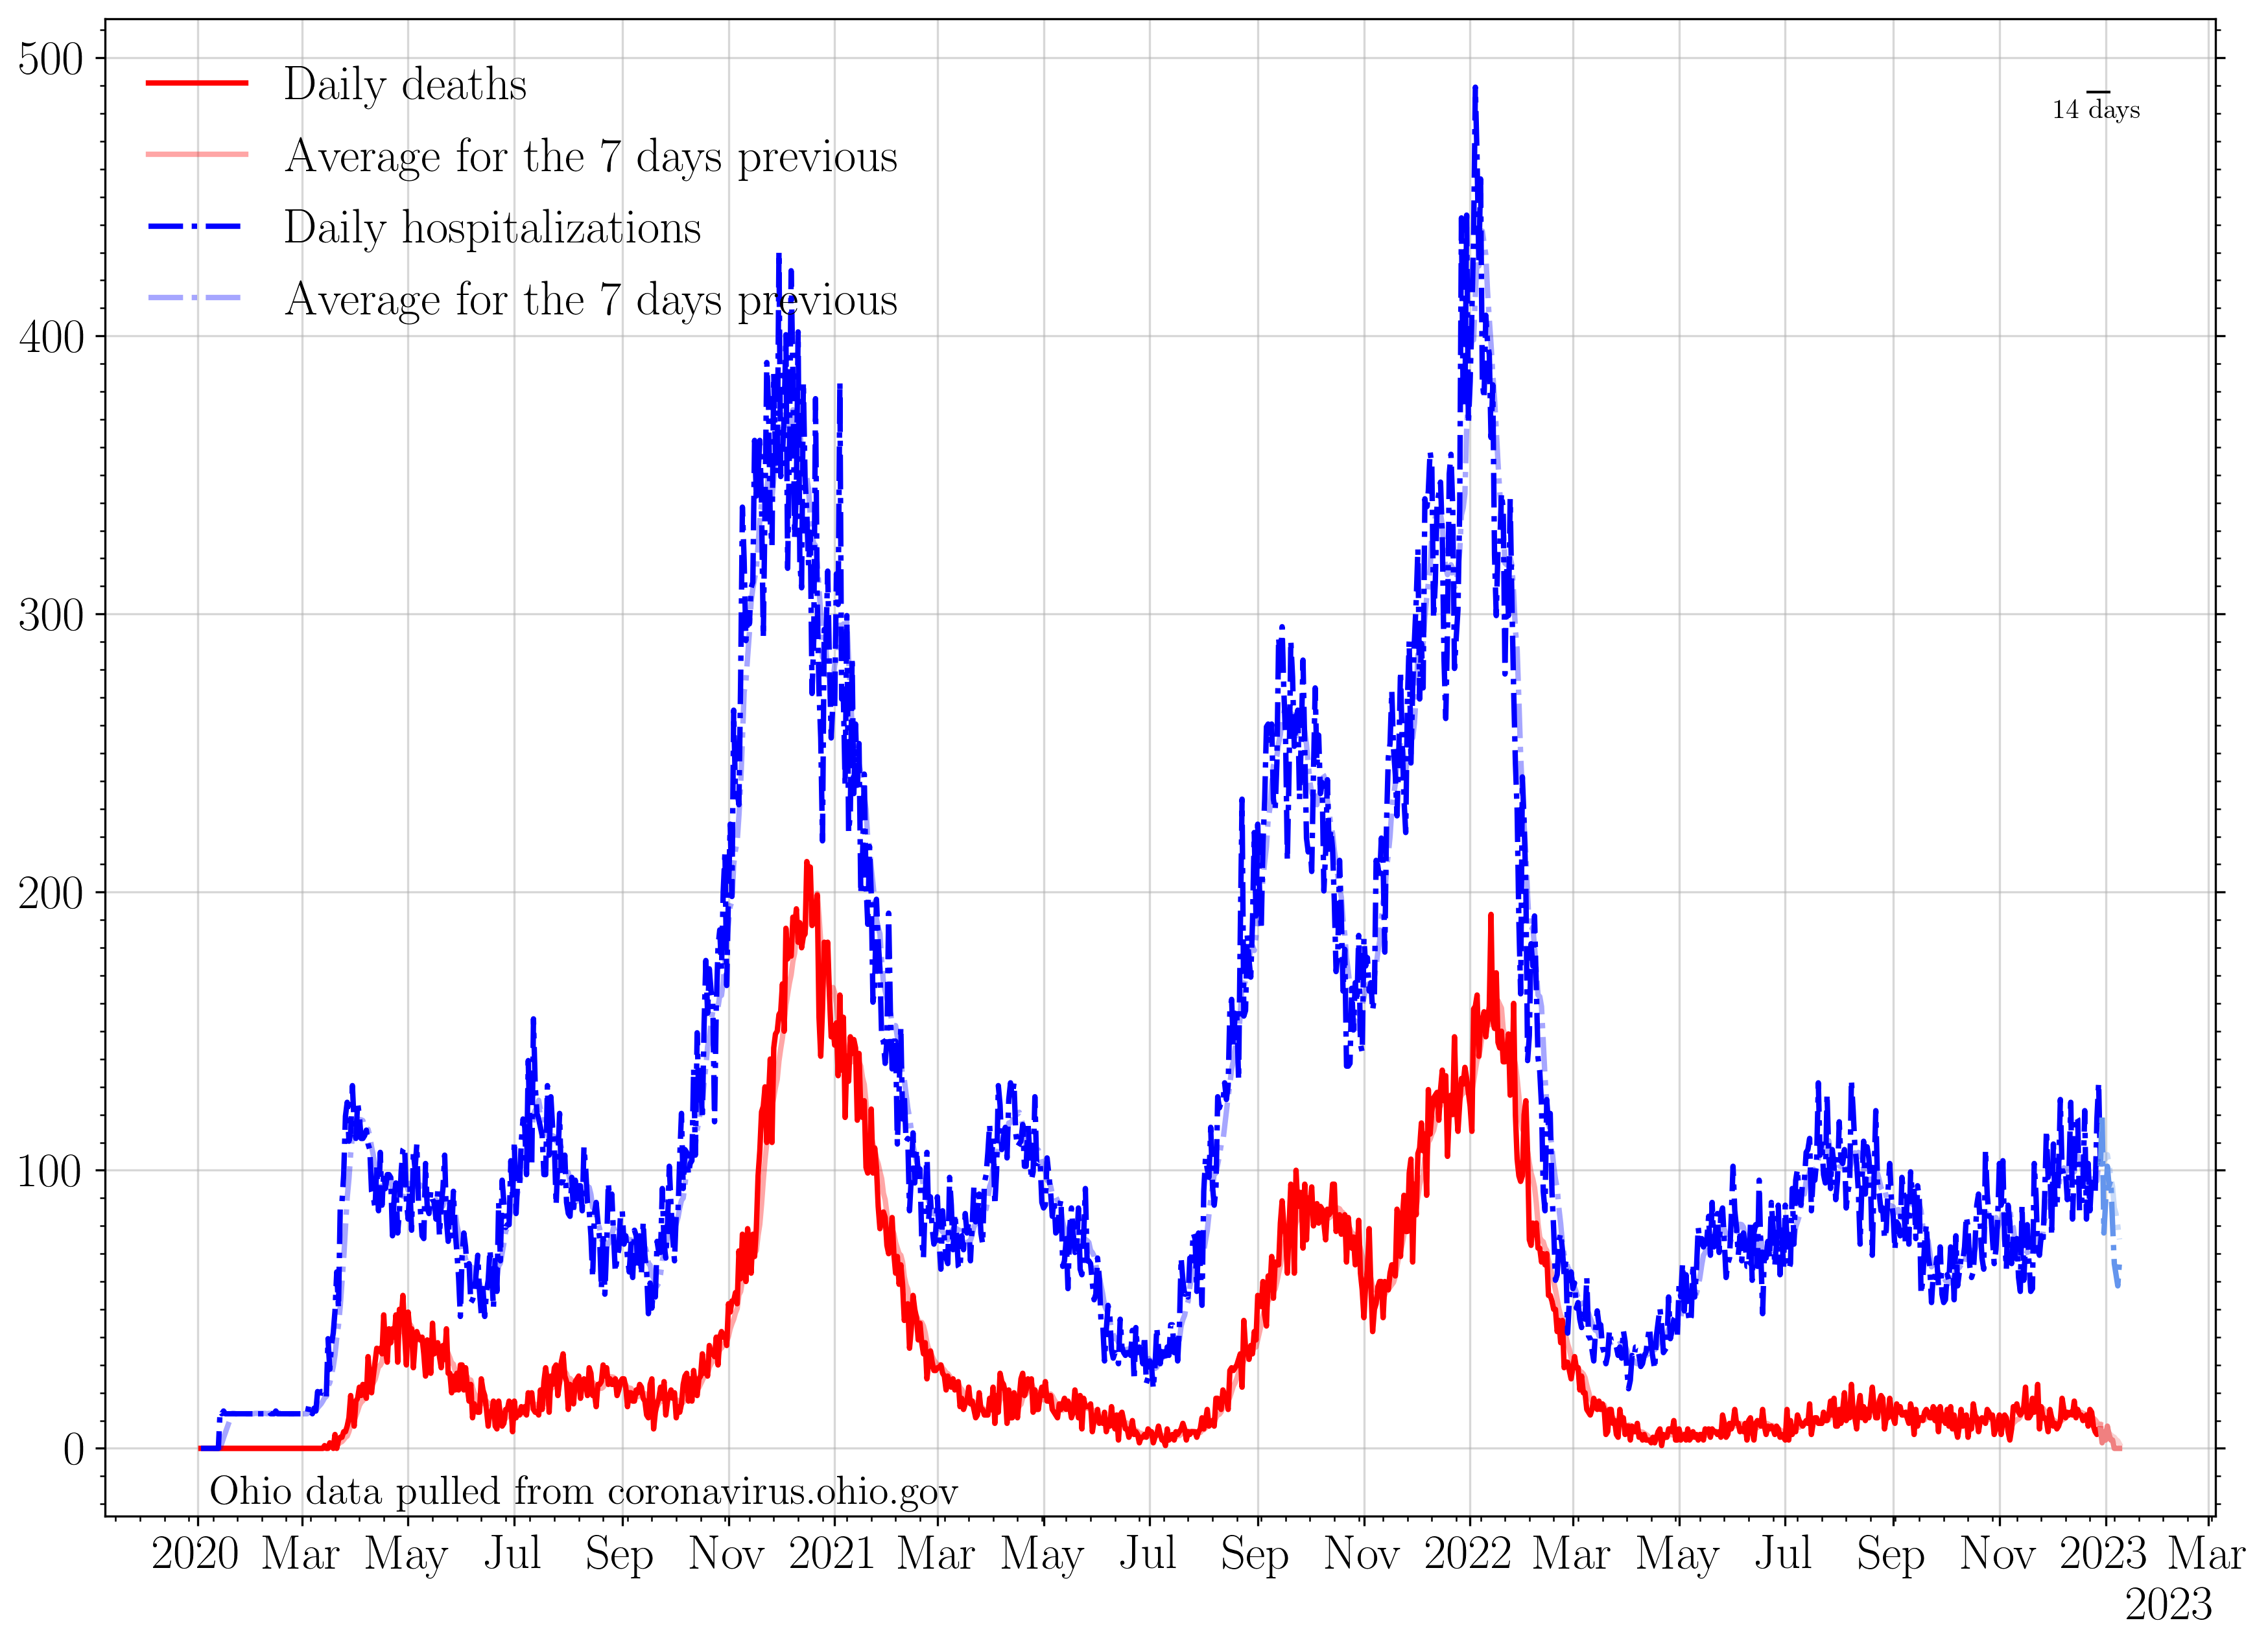 500
Daily deaths
14 days
Average for the 7 days previous
Daily hospitalizations
Average for the 7 days previous
400
300
200
100
0
Ohio data pulled from coronavirus.ohio.gov
2020 Mar May Jul Sep Nov 2021 Mar May Jul Sep Nov 2022 Mar May Jul Sep Nov 2023 Mar
2023